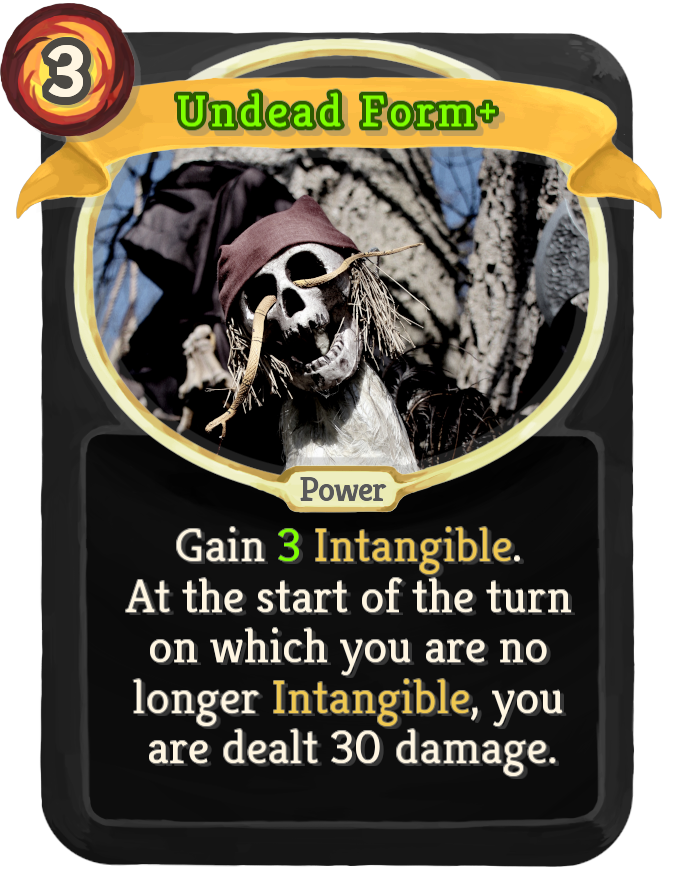 3
Undead Form+
Power
Gain 3 Intangible.
At the start of the turn
on which you are no
longer Intangible, you
are dealt 30 damage.